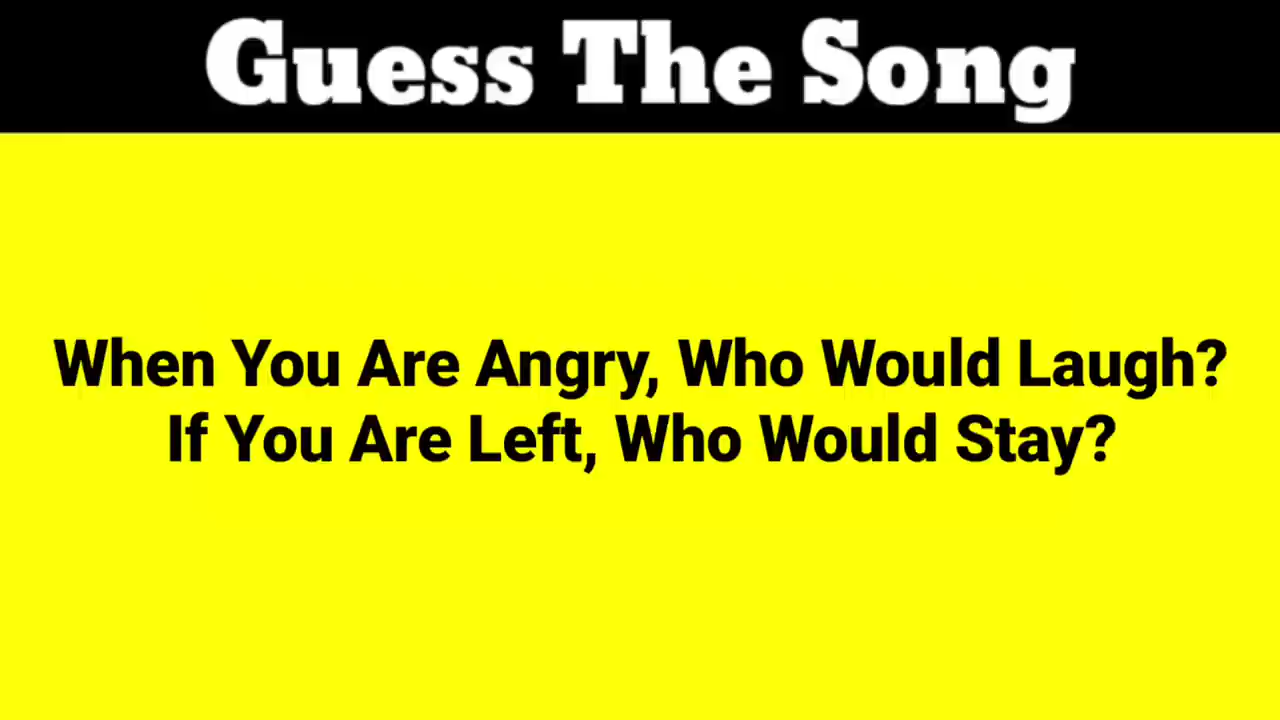 Guess The Song
When You Are Angry, Who Would Laugh?
If You Are Left, Who Would Stay?